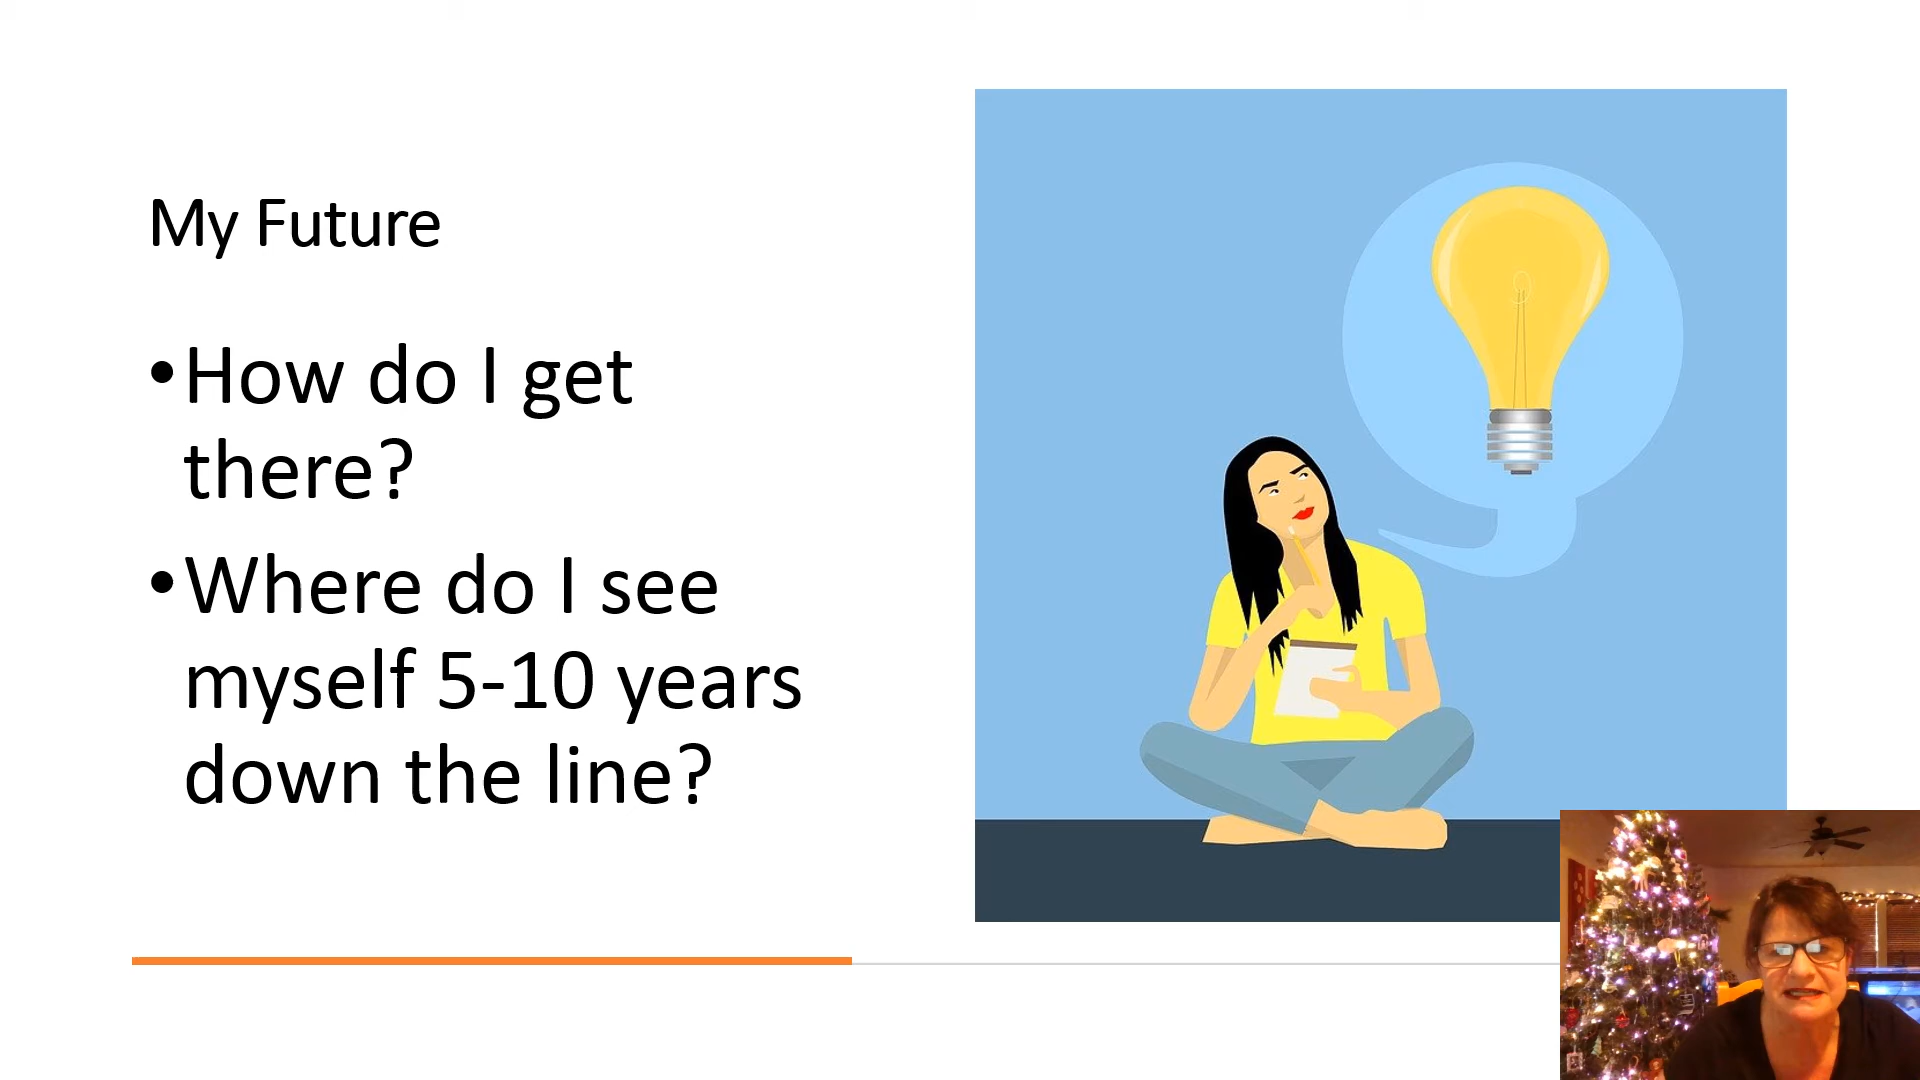 My Future
•How do I get
there?
•Where do I see
myself 5-10 years
down the line?